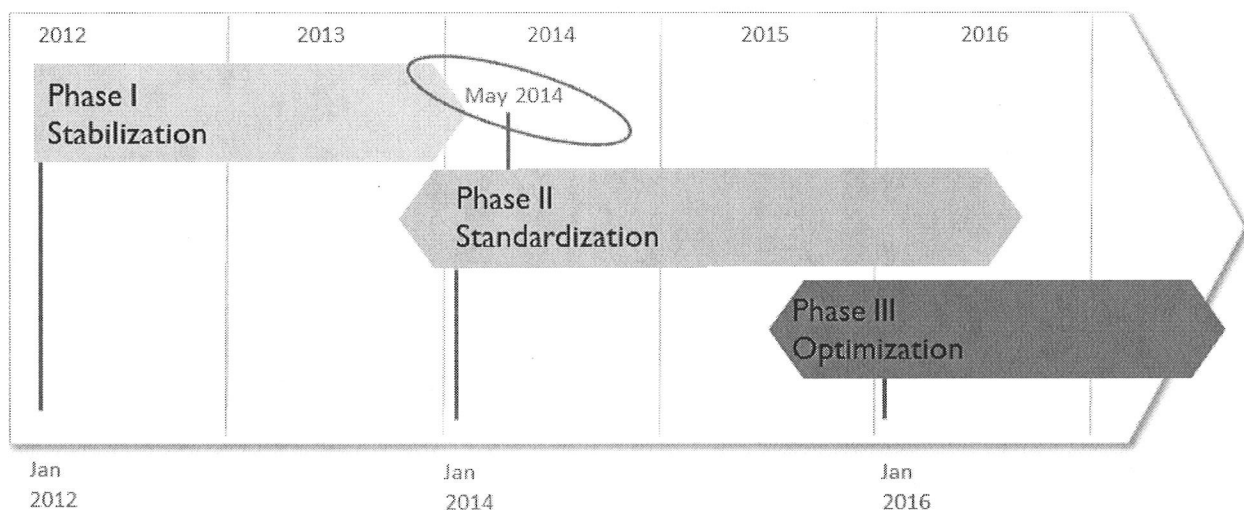 2012 2013 2014 2015 2016
Phase I
Stabilization
May 2014
Phase II
Standardization
Phase III
Optimization
Jan
2012
Jan
2014
Jan
2016